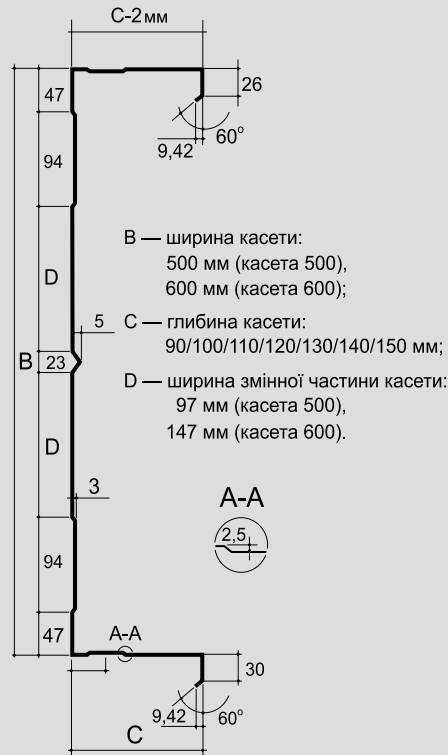 C-2мм
47
26
9,42
60°
94
D
B — ширина касети:
500 мм (касета 500),
600 мм (касета 600);
5
C — глибина касети:
90/100/110/120/130/140/150 мм;
B
23
D — ширина змінної частини касети:
97 мм (касета 500),
147 мм (касета 600).
D
3
A-A
2,5
94
47
A-A
30
9,42
60°
C